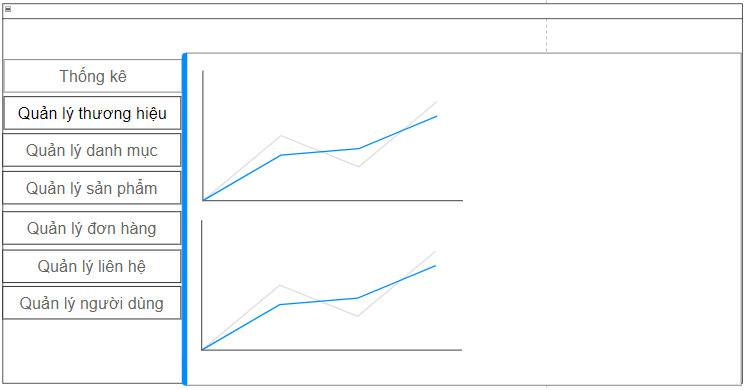 Thống kê
Quản lý thương hiệu
Quản lý danh mục
Quản lý sản phẩm
Quản lý đơn hàng
Quản lý liên hệ
Quản lý người dùng